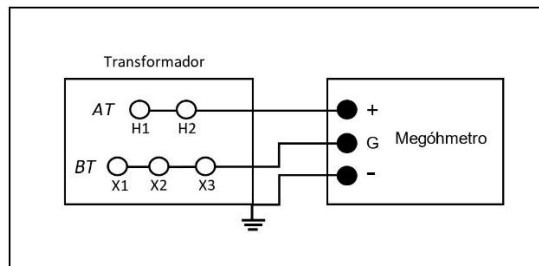 Transformador
AT
H1 H2
BT
X1 X2 X3
+
G
-
Megóhmetro